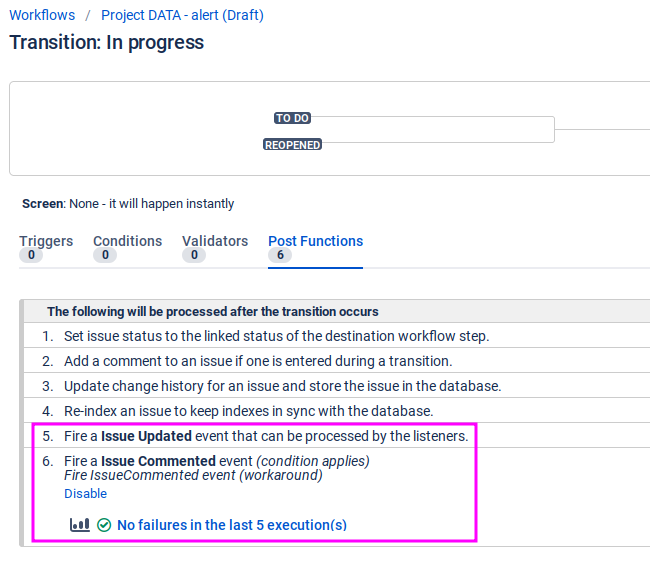 Workflows / Project DATA - alert (Draft)
Transition: In progress
TO DO
REOPENED
Screen: None - it will happen instantly
Triggers Conditions Validators Post Functions
0 0 0 6
The following will be processed after the transition occurs
1. Set issue status to the linked status of the destination workflow step.
2. Add a comment to an issue if one is entered during a transition.
3. Update change history for an issue and store the issue in the database.
4. Re-index an issue to keep indexes in sync with the database.
5. Fire a Issue Updated event that can be processed by the listeners.
6. Fire a Issue Commented event (condition applies)
Fire IssueCommented event (workaround)
Disable
No failures in the last 5 execution(s)